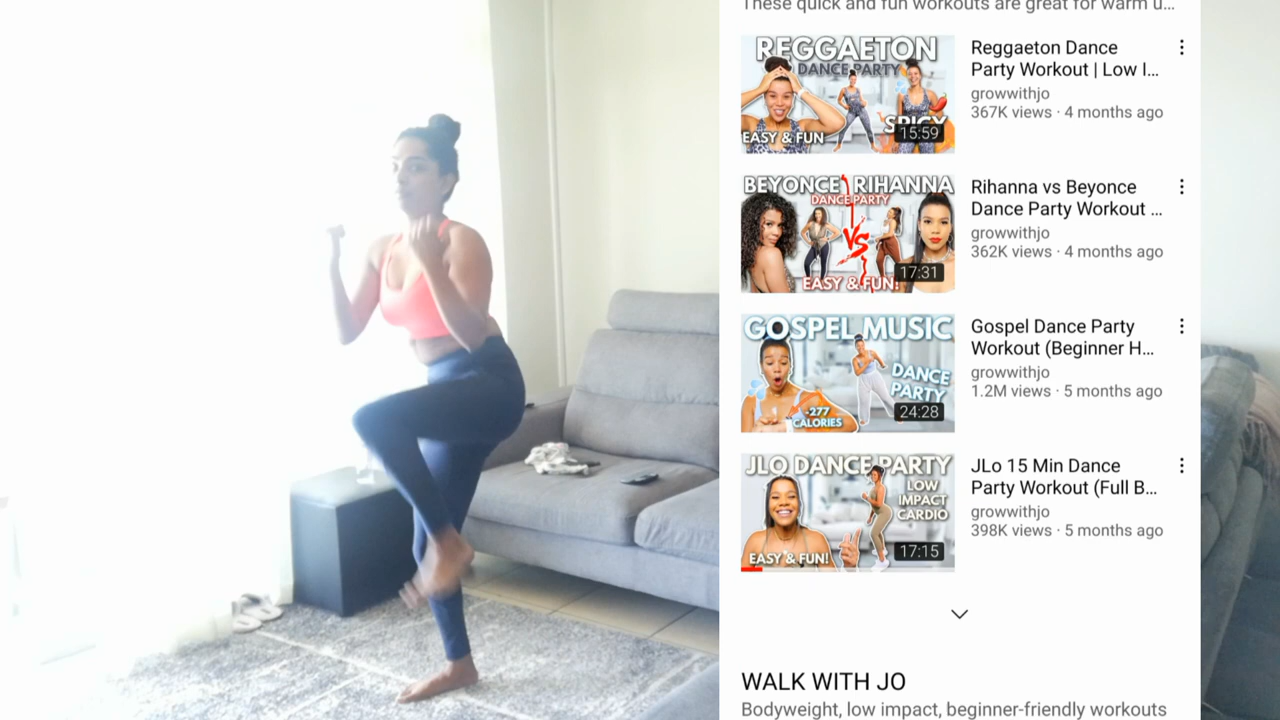 These quick and fun workouts are great for warm u...
REGGAETON
DANCE PARTY
SPICY
EASY & FUN
15:59
Reggaeton Dance
Party Workout | Low I...
growwithjo
367K views · 4 months ago
BEYONCE RIHANNA
DANCE PARTY
VS
EASY & FUN!
17:31
Rihanna vs Beyonce
Dance Party Workout ...
growwithjo
362K views · 4 months ago
GOSPEL MUSIC
DANCE
PARTY
-277
CALORIES
24:28
Gospel Dance Party
Workout (Beginner H...
growwithjo
1.2M views · 5 months ago
JLO DANCE PARTY
LOW
IMPACT
CARDIO
EASY & FUN!
17:15
JLo 15 Min Dance
Party Workout (Full B...
growwithjo
398K views · 5 months ago
WALK WITH JO
Bodyweight, low impact, beginner-friendly workouts